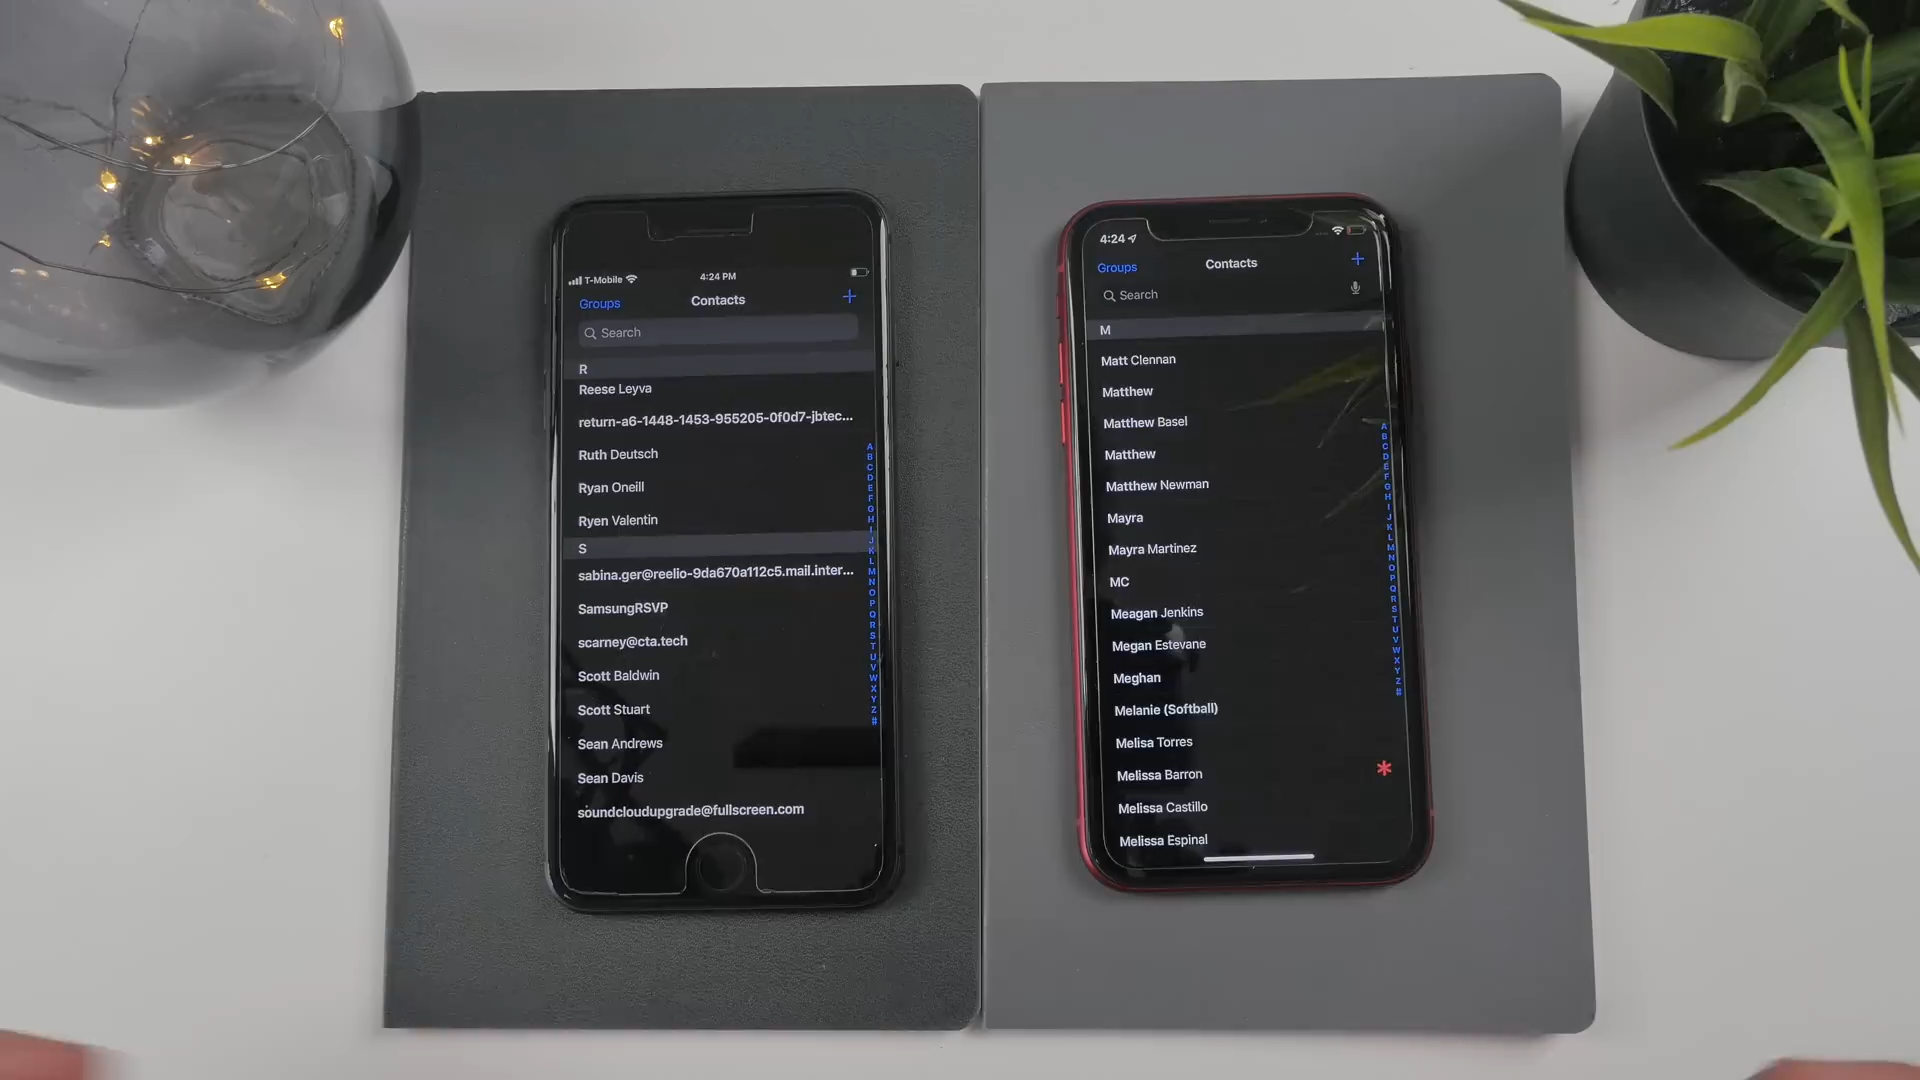 T-Mobile
4:24 PM
Groups
Contacts
+
Search
R
Reese Leyva
return-a6-1448-1453-955205-0f0d7-jbtec...
Ruth Deutsch
Ryan Oneill
Ryen Valentin
S
sabina.ger@reelio-9da670a112c5.mail.inter...
SamsungRSVP
scarney@cta.tech
Scott Baldwin
Scott Stuart
Sean Andrews
Sean Davis
soundcloudupgrade@fullscreen.com
A
B
C
D
E
F
G
H
I
J
K
L
M
N
O
P
Q
R
S
T
U
V
W
X
Y
Z
#
4:24
Groups
Contacts
+
Search
M
Matt Clennan
Matthew
Matthew Basel
Matthew
Matthew Newman
Mayra
Mayra Martinez
MC
Meagan Jenkins
Megan Estevane
Meghan
Melanie (Softball)
Melisa Torres
Melissa Barron
Melissa Castillo
Melissa Espinal
A
B
C
D
E
F
G
H
I
J
K
L
M
N
O
P
Q
R
S
T
U
V
W
X
Y
Z
#
*